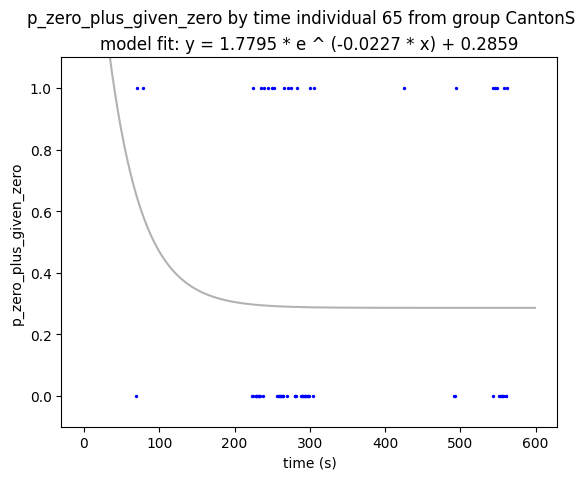 p_zero_plus_given_zero by time individual 65 from group CantonS
model fit: y = 1.7795 * e ^ (-0.0227 * x) + 0.2859
p_zero_plus_given_zero
1.0
0.8
0.6
0.4
0.2
0.0
0 100 200 300 400 500 600
time (s)